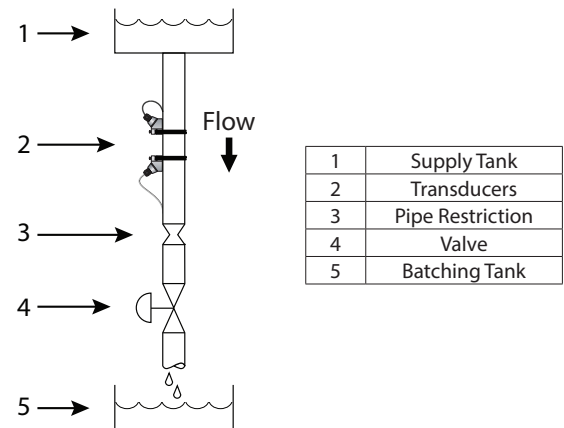 1
2
Flow
3
4
5
1 Supply Tank
2 Transducers
3 Pipe Restriction
4 Valve
5 Batching Tank